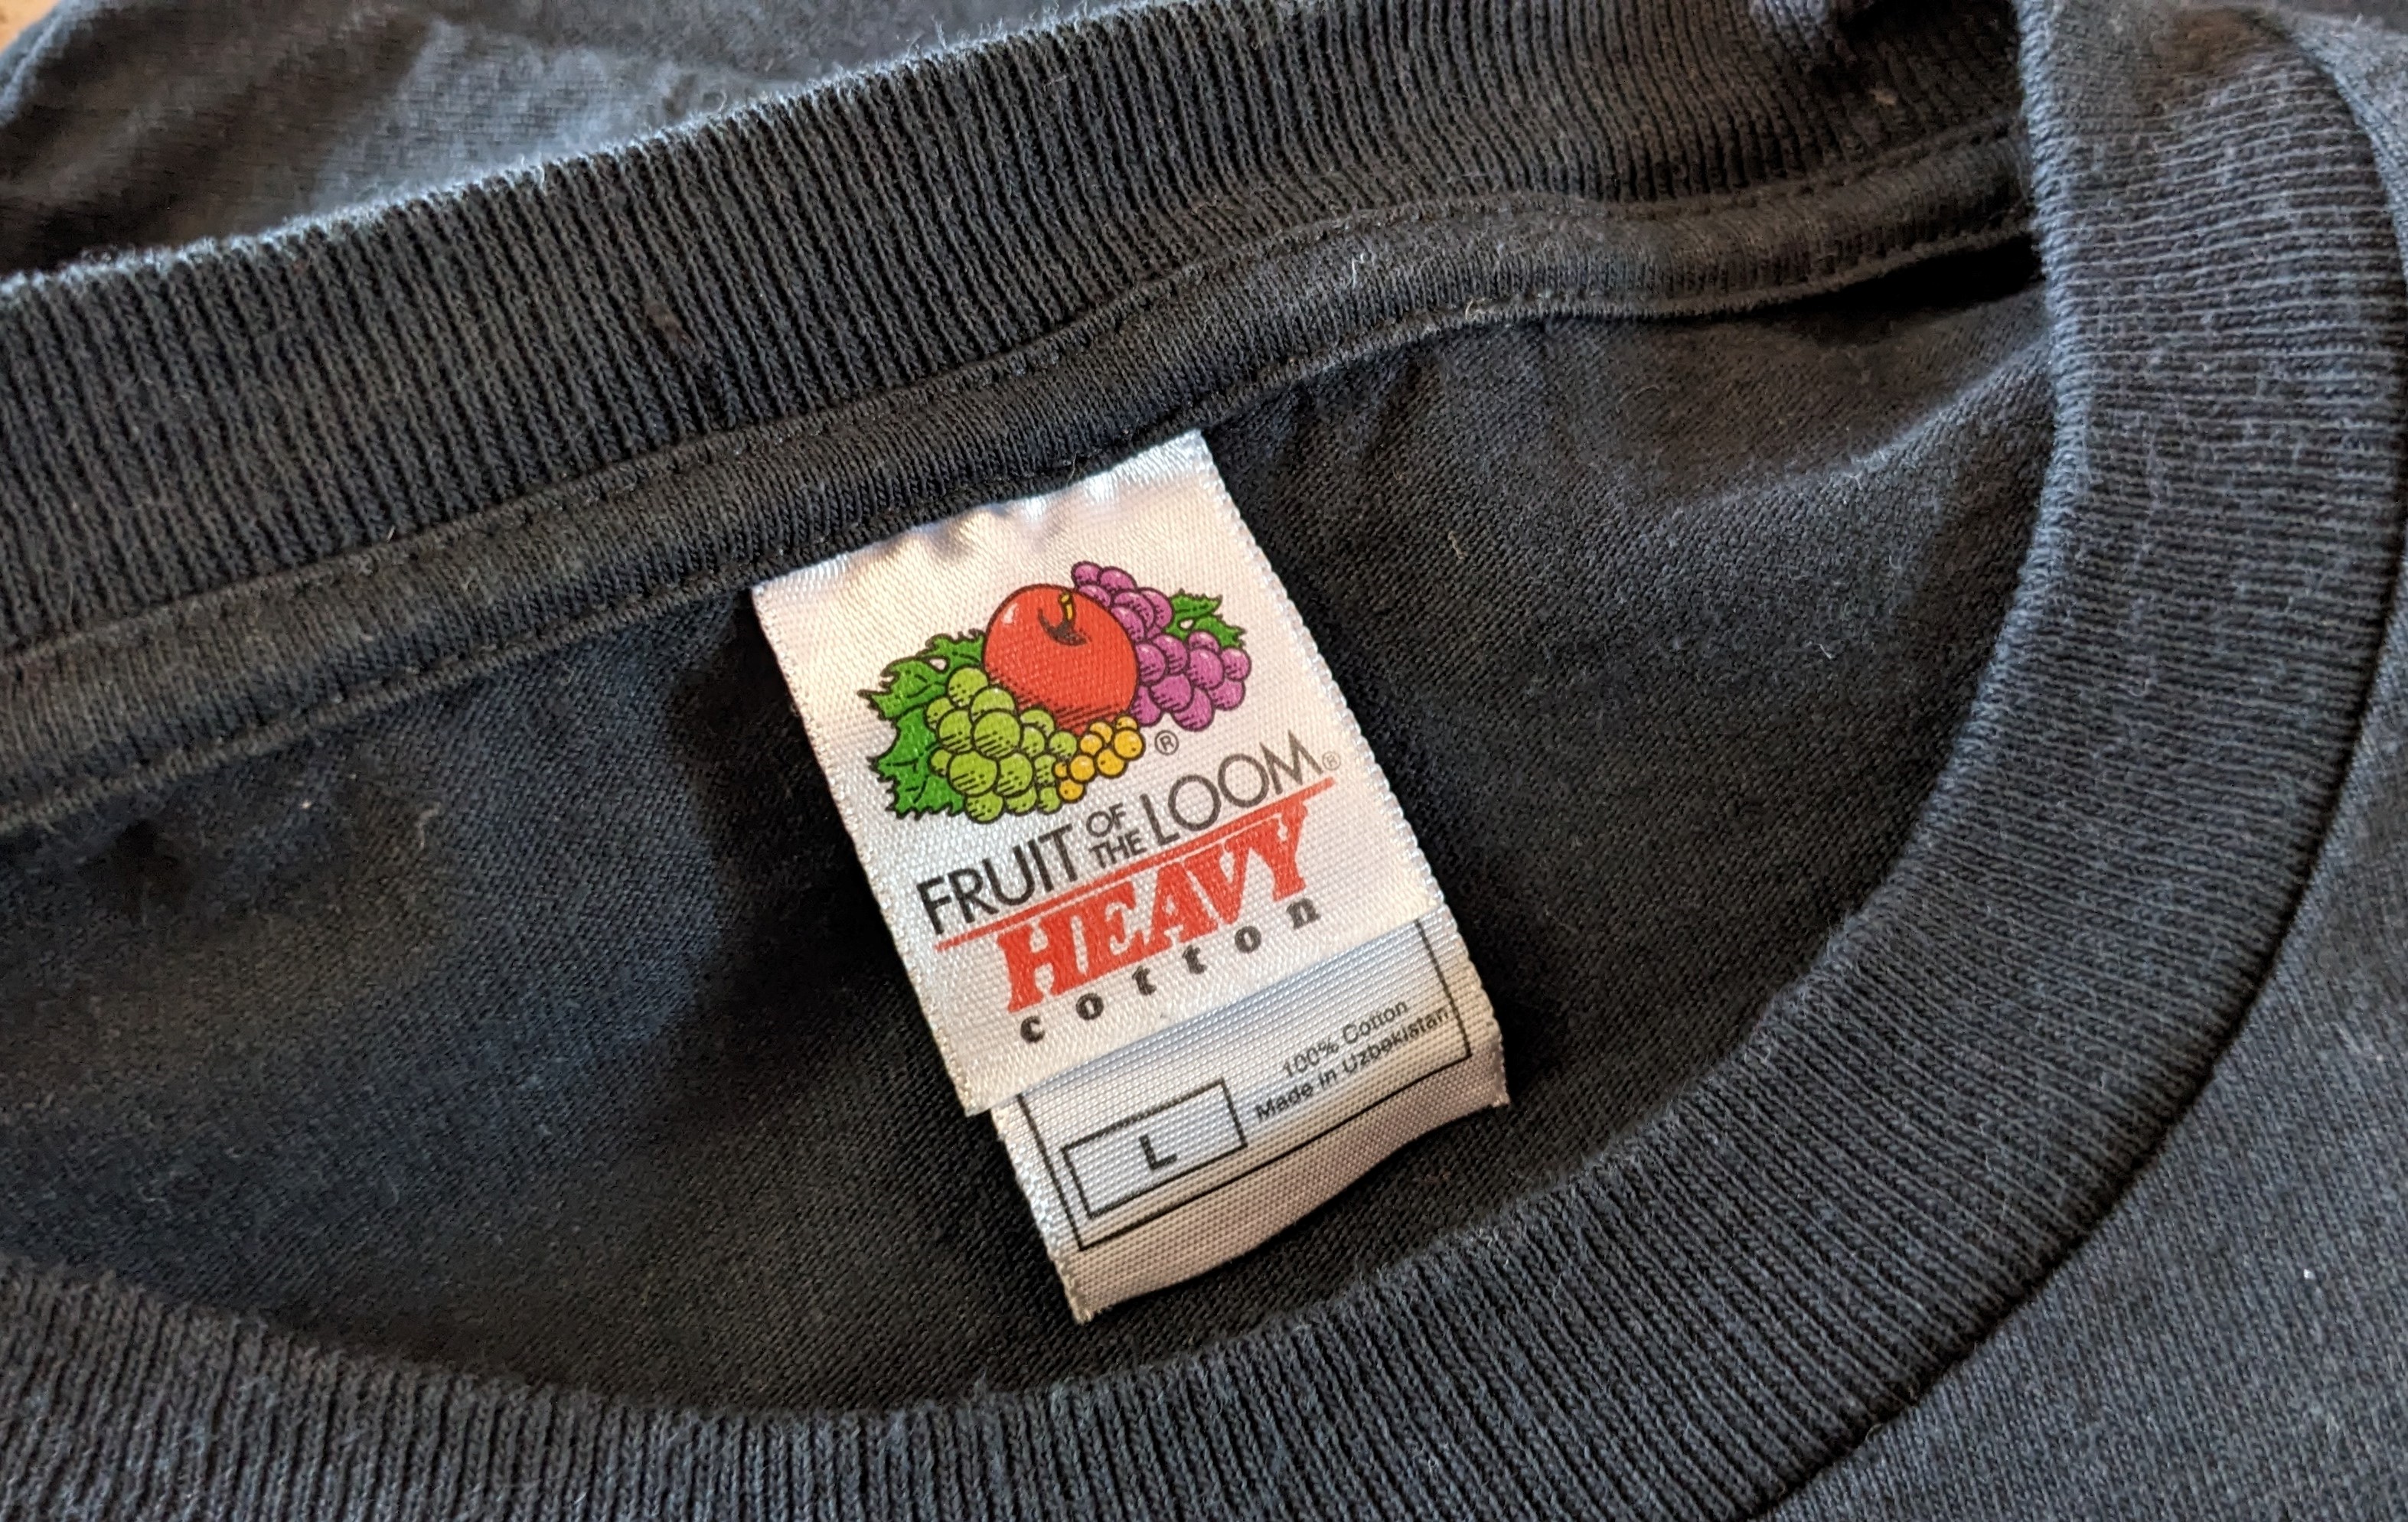 ®
FRUIT OF THE LOOM®
HEAVY
cotton
100% Cotton
Made in Uzbekistan
L